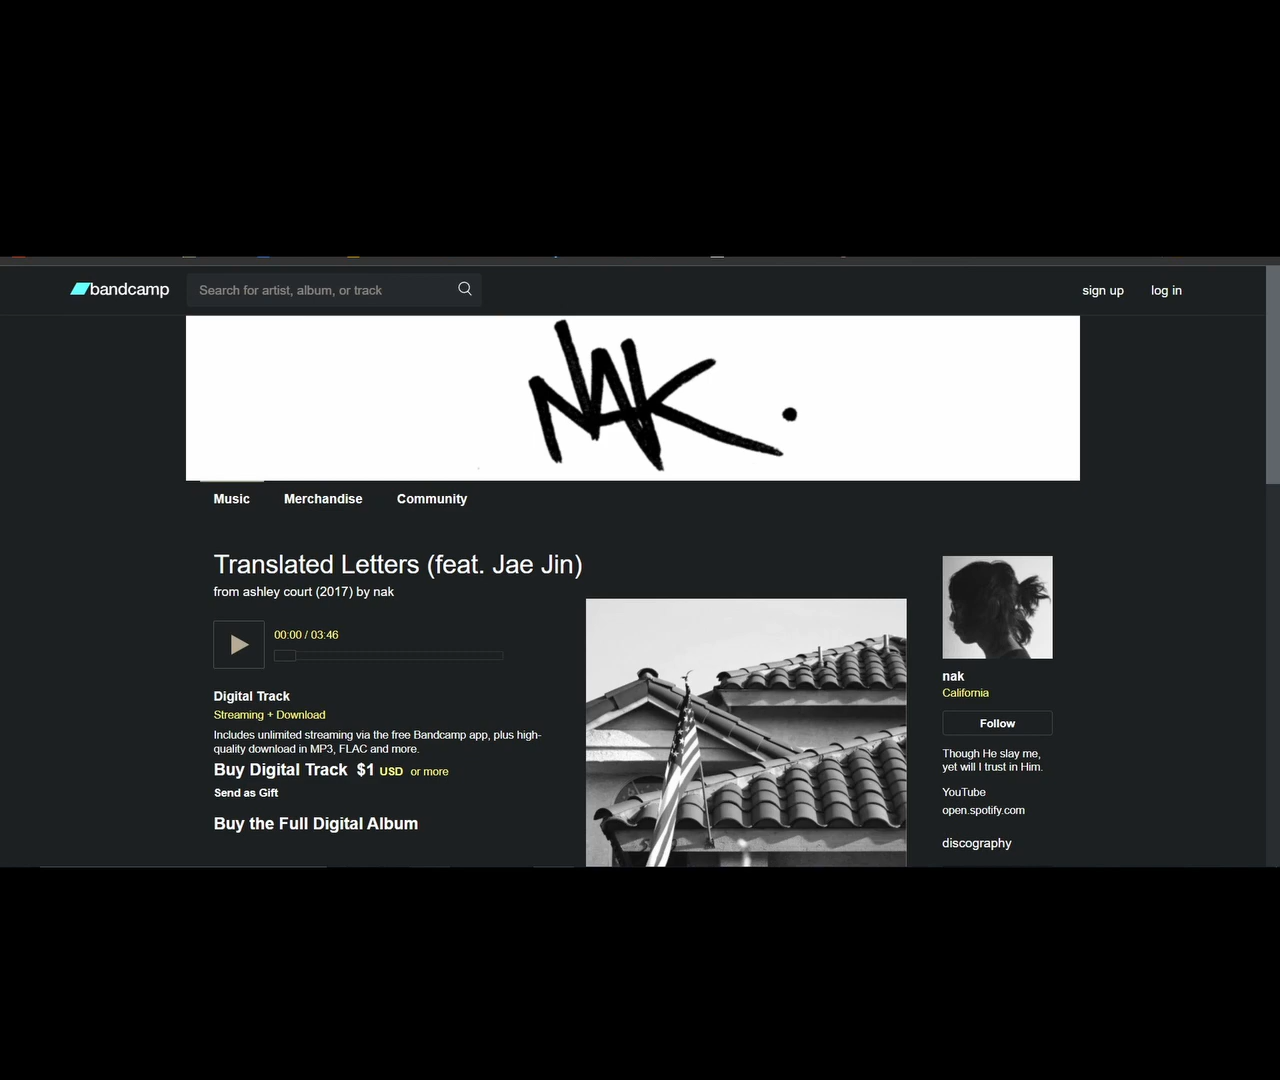 bandcamp
Search for artist, album, or track
sign up
log in
NAK.
Music
Merchandise
Community
Translated Letters (feat. Jae Jin)
from ashley court (2017) by nak
00:00 / 03:46
Digital Track
Streaming + Download
Includes unlimited streaming via the free Bandcamp app, plus high-
quality download in MP3, FLAC and more.
Buy Digital Track $1 USD or more
Send as Gift
Buy the Full Digital Album
nak
California
Follow
Though He slay me,
yet will I trust in Him.
YouTube
open.spotify.com
discography